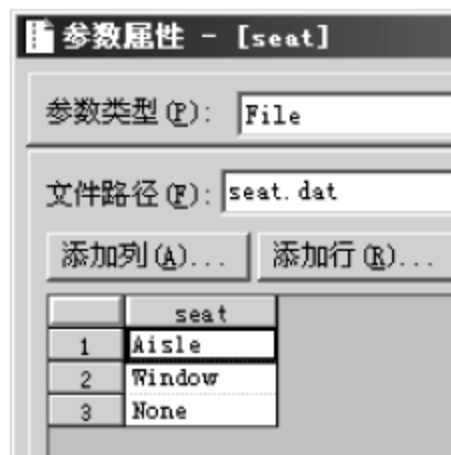 参数属性 - [seat]
参数类型(P): File
文件路径(F): seat.dat
添加列(A)... 添加行(R)...
seat
1 Aisle
2 Window
3 None